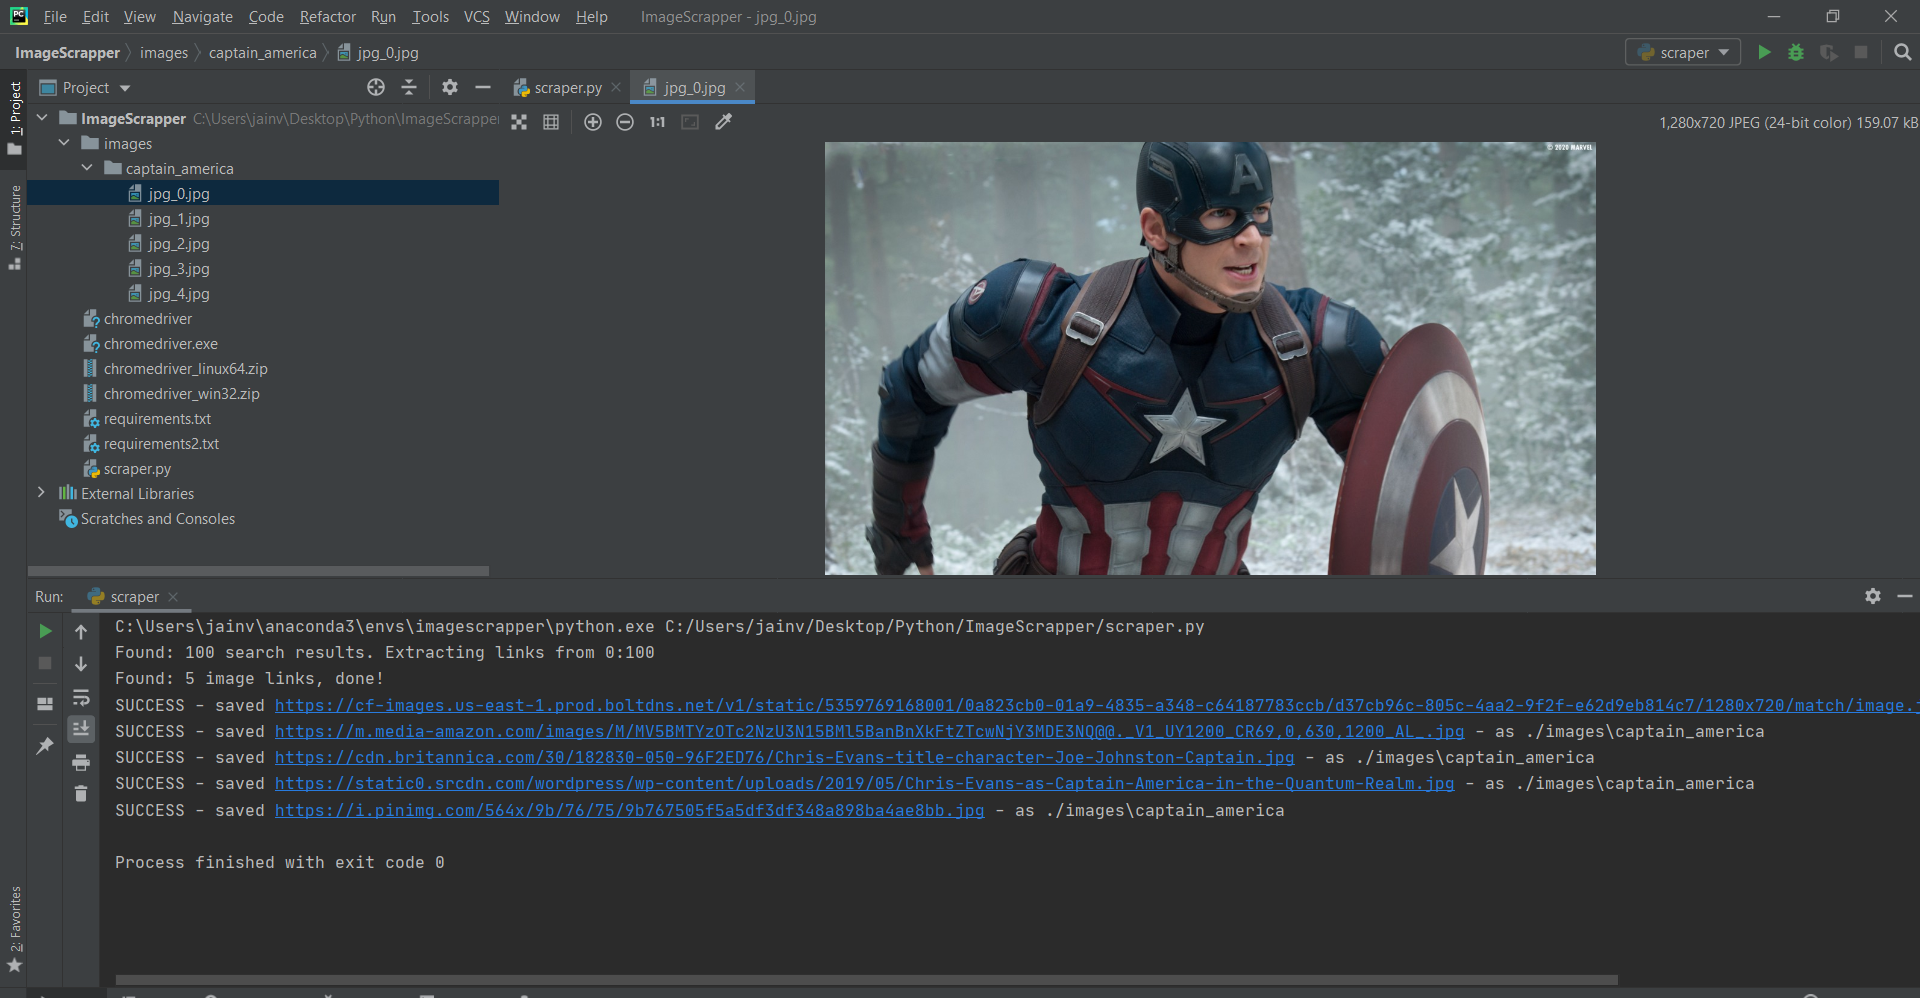 PC File Edit View Navigate Code Refactor Run Tools VCS Window Help ImageScrapper - jpg_0.jpg
ImageScrapper images captain_america jpg_0.jpg scraper
1: Project
7: Structure
2: Favorites
Project scraper.py jpg_0.jpg
1:1 1,280x720 JPEG (24-bit color) 159.07 kB
ImageScrapper C:\Users\jainv\Desktop\Python\ImageScrapper
images
captain_america
jpg_0.jpg
jpg_1.jpg
jpg_2.jpg
jpg_3.jpg
jpg_4.jpg
chromedriver
chromedriver.exe
chromedriver_linux64.zip
chromedriver_win32.zip
requirements.txt
requirements2.txt
scraper.py
External Libraries
Scratches and Consoles
© 2020 MARVEL
A
Run: scraper
C:\Users\jainv\anaconda3\envs\imagescrapper\python.exe C:/Users/jainv/Desktop/Python/ImageScrapper/scraper.py
Found: 100 search results. Extracting links from 0:100
Found: 5 image links, done!
SUCCESS - saved https://cf-images.us-east-1.prod.boltdns.net/v1/static/5359769168001/0a823cb0-01a9-4835-a348-c64187783ccb/d37cb96c-805c-4aa2-9f2f-e62d9eb814c7/1280x720/match/image.j
SUCCESS - saved https://m.media-amazon.com/images/M/MV5BMTYzOTc2NzU3N15BMl5BanBnXkFtZTcwNjY3MDE3NQ@@._V1_UY1200_CR69,0,630,1200_AL_.jpg - as ./images\captain_america
SUCCESS - saved https://cdn.britannica.com/30/182830-050-96F2ED76/Chris-Evans-title-character-Joe-Johnston-Captain.jpg - as ./images\captain_america
SUCCESS - saved https://static0.srcdn.com/wordpress/wp-content/uploads/2019/05/Chris-Evans-as-Captain-America-in-the-Quantum-Realm.jpg - as ./images\captain_america
SUCCESS - saved https://i.pinimg.com/564x/9b/76/75/9b767505f5a5df3df348a898ba4ae8bb.jpg - as ./images\captain_america
Process finished with exit code 0